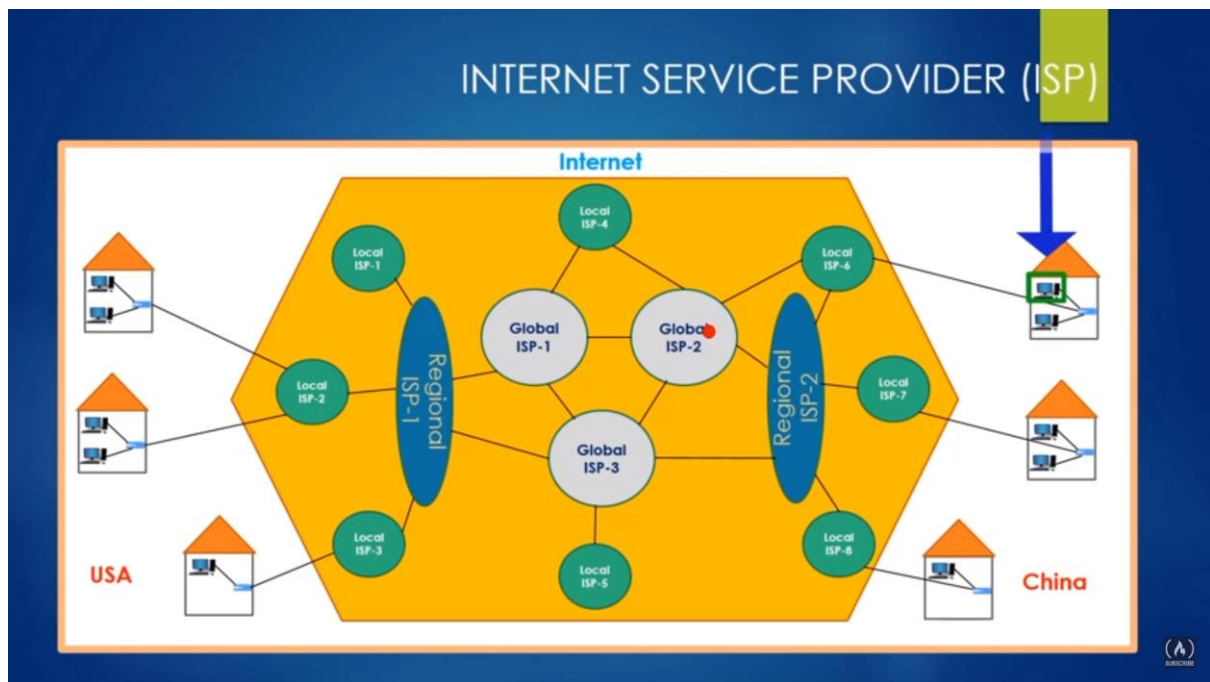 INTERNET SERVICE PROVIDER (ISP)
Internet
Local
ISP-4
Local
ISP-1
Local
ISP-6
Global
ISP-1
Global
ISP-2
Regional
ISP-1
Regional
ISP-2
Local
ISP-2
Local
ISP-7
Global
ISP-3
Local
ISP-3
Local
ISP-8
Local
ISP-5
USA
China
SUBSCRIBE